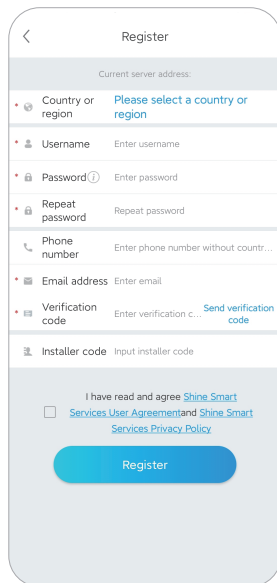 Register
Current server address:
* Country or region Please select a country or region
* Username Enter username
* Password Enter password
* Repeat password Repeat password
Phone number Enter phone number without countr...
* Email address Enter email
* Verification code Enter verification c... Send verification code
Installer code Input installer code
I have read and agree Shine Smart
Services User Agreementand Shine Smart
Services Privacy Policy
Register